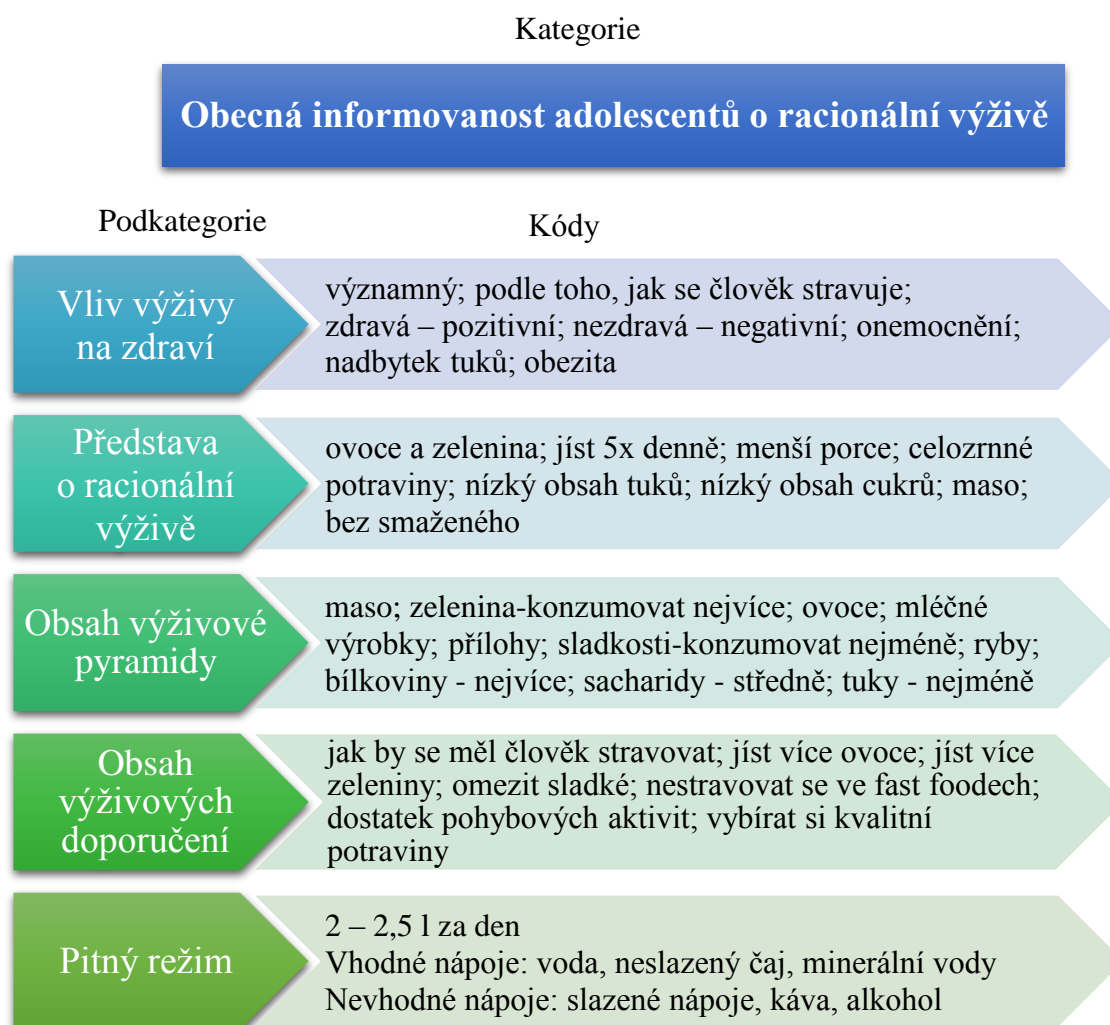 Kategorie
Obecná informovanost adolescentů o racionální výživě
Podkategorie
Kódy
Vliv výživy
na zdraví
významný; podle toho, jak se člověk stravuje;
zdravá – pozitivní; nezdravá – negativní; onemocnění;
nadbytek tuků; obezita
Představa
o racionální
výživě
ovoce a zelenina; jíst 5x denně; menší porce; celozrnné
potraviny; nízký obsah tuků; nízký obsah cukrů; maso;
bez smaženého
Obsah výživové
pyramidy
maso; zelenina-konzumovat nejvíce; ovoce; mléčné
výrobky; přílohy; sladkosti-konzumovat nejméně; ryby;
bílkoviny - nejvíce; sacharidy - středně; tuky - nejméně
Obsah
výživových
doporučení
jak by se měl člověk stravovat; jíst více ovoce; jíst více
zeleniny; omezit sladké; nestravovat se ve fast foodech;
dostatek pohybových aktivit; vybírat si kvalitní
potraviny
Pitný režim
2 – 2,5 l za den
Vhodné nápoje: voda, neslazený čaj, minerální vody
Nevhodné nápoje: slazené nápoje, káva, alkohol